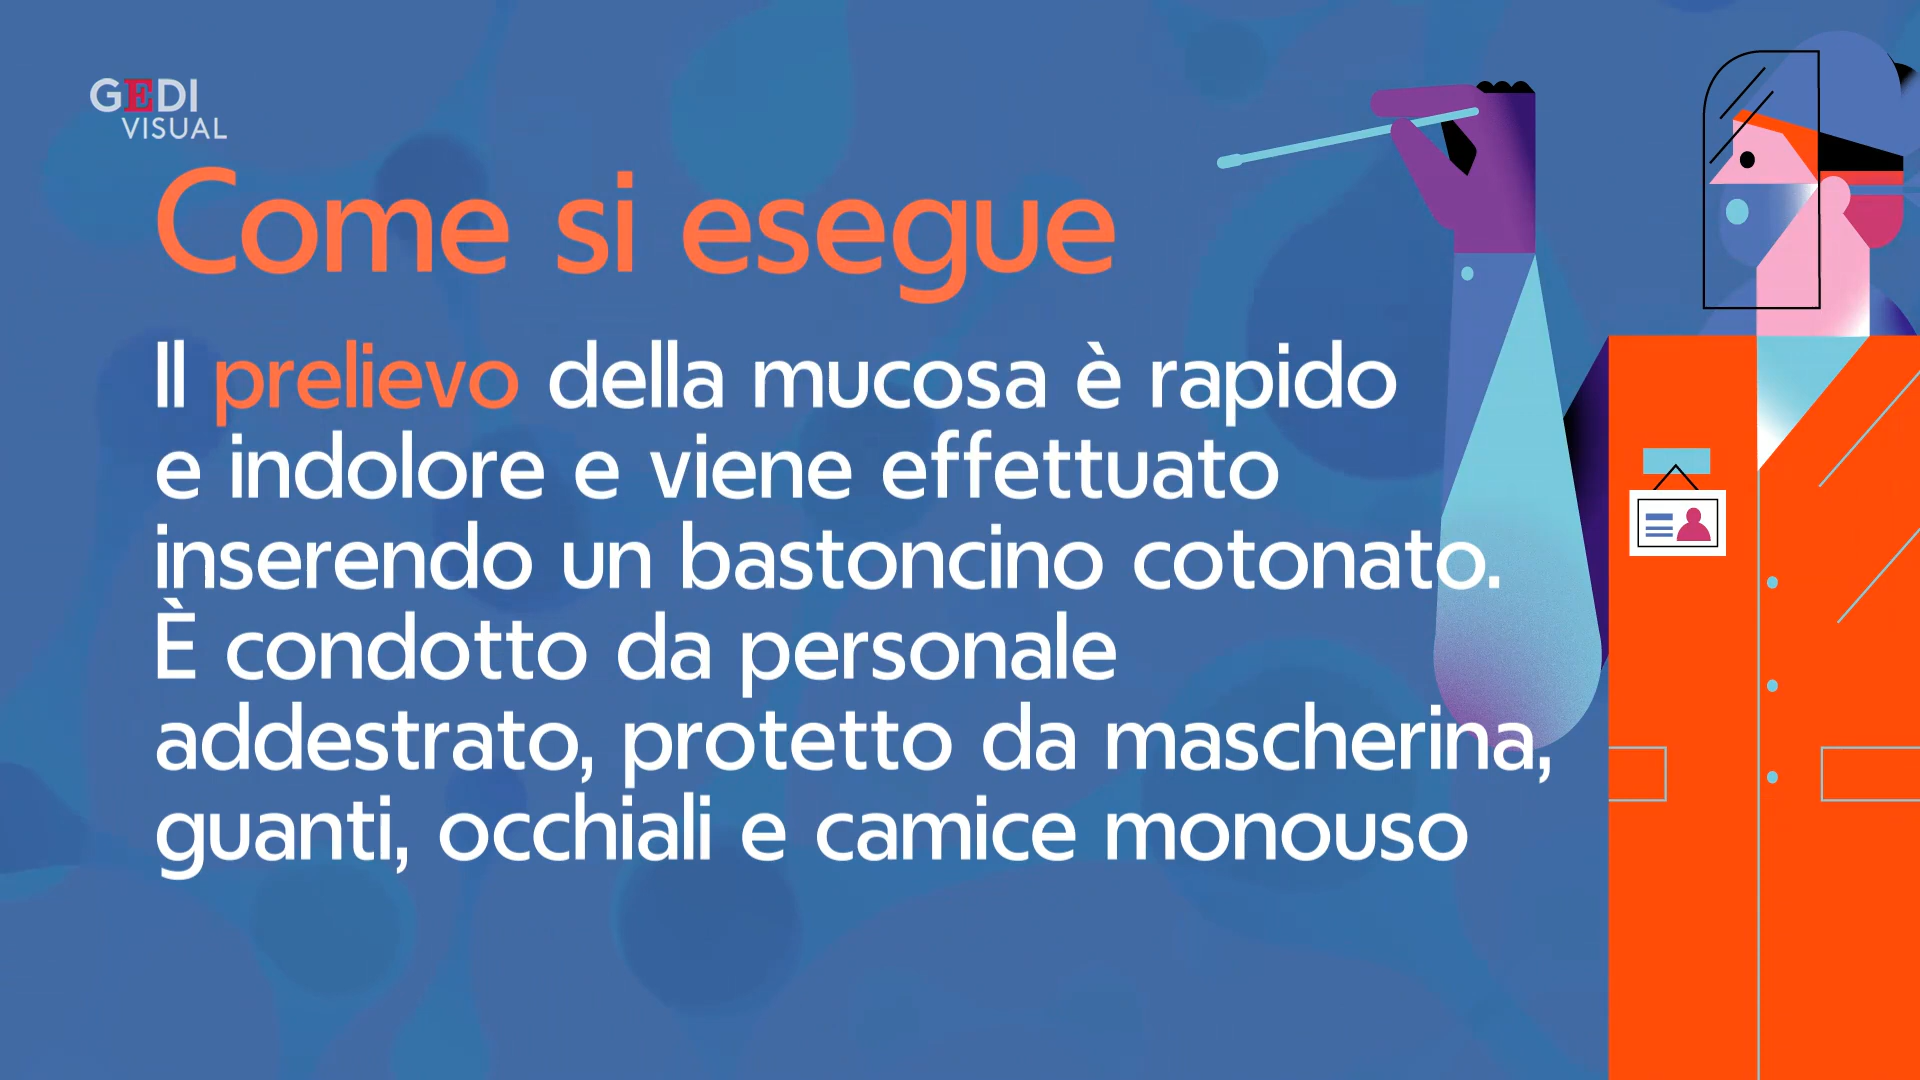 GEDI
VISUAL
Come si esegue
Il prelievo della mucosa è rapido
e indolore e viene effettuato
inserendo un bastoncino cotonato.
È condotto da personale
addestrato, protetto da mascherina,
guanti, occhiali e camice monouso